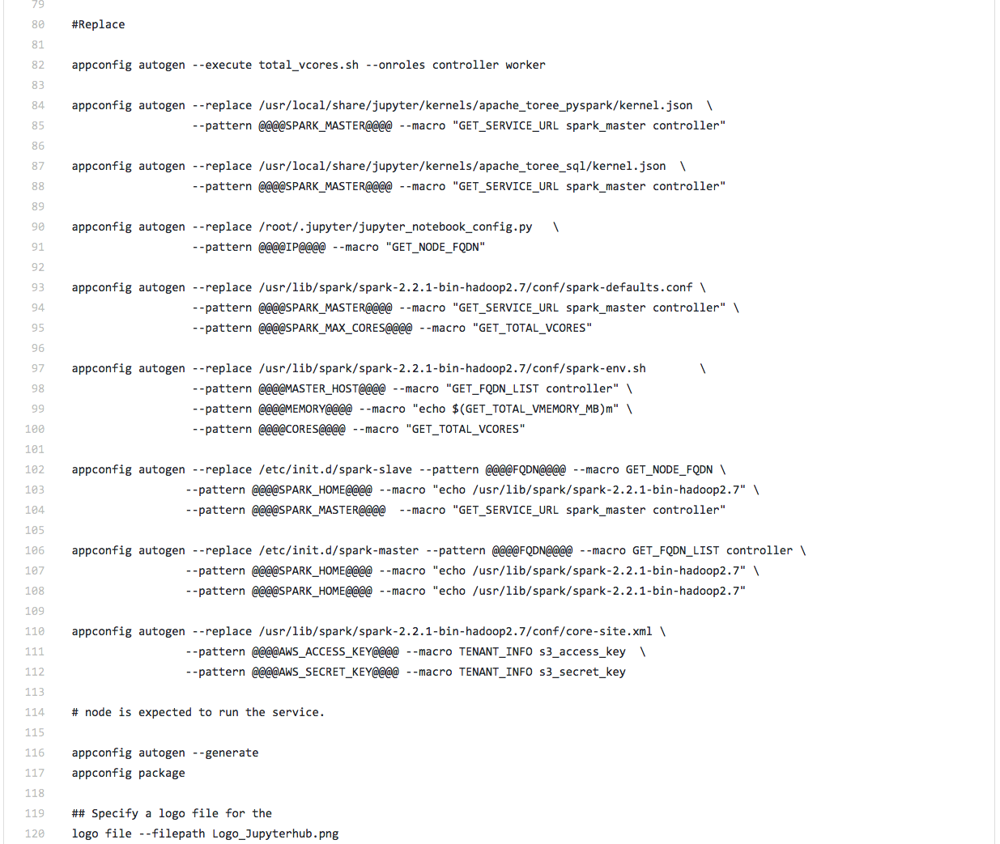 79
80 #Replace
81
82 appconfig autogen --execute total_vcores.sh --onroles controller worker
83
84 appconfig autogen --replace /usr/local/share/jupyter/kernels/apache_toree_pyspark/kernel.json  \
85                   --pattern @@@@SPARK_MASTER@@@@ --macro "GET_SERVICE_URL spark_master controller"
86
87 appconfig autogen --replace /usr/local/share/jupyter/kernels/apache_toree_sql/kernel.json  \
88                   --pattern @@@@SPARK_MASTER@@@@ --macro "GET_SERVICE_URL spark_master controller"
89
90 appconfig autogen --replace /root/.jupyter/jupyter_notebook_config.py   \
91                   --pattern @@@@IP@@@@ --macro "GET_NODE_FQDN"
92
93 appconfig autogen --replace /usr/lib/spark/spark-2.2.1-bin-hadoop2.7/conf/spark-defaults.conf \
94                   --pattern @@@@SPARK_MASTER@@@@ --macro "GET_SERVICE_URL spark_master controller" \
95                   --pattern @@@@SPARK_MAX_CORES@@@@ --macro "GET_TOTAL_VCORES"
96
97 appconfig autogen --replace /usr/lib/spark/spark-2.2.1-bin-hadoop2.7/conf/spark-env.sh        \
98                   --pattern @@@@MASTER_HOST@@@@ --macro "GET_FQDN_LIST controller" \
99                   --pattern @@@@MEMORY@@@@ --macro "echo $(GET_TOTAL_VMEMORY_MB)m" \
100                   --pattern @@@@CORES@@@@ --macro "GET_TOTAL_VCORES"
101
102 appconfig autogen --replace /etc/init.d/spark-slave --pattern @@@@FQDN@@@@ --macro GET_NODE_FQDN \
103                  --pattern @@@@SPARK_HOME@@@@ --macro "echo /usr/lib/spark/spark-2.2.1-bin-hadoop2.7" \
104                  --pattern @@@@SPARK_MASTER@@@@  --macro "GET_SERVICE_URL spark_master controller"
105
106 appconfig autogen --replace /etc/init.d/spark-master --pattern @@@@FQDN@@@@ --macro GET_FQDN_LIST controller \
107                  --pattern @@@@SPARK_HOME@@@@ --macro "echo /usr/lib/spark/spark-2.2.1-bin-hadoop2.7" \
108                  --pattern @@@@SPARK_HOME@@@@ --macro "echo /usr/lib/spark/spark-2.2.1-bin-hadoop2.7"
109
110 appconfig autogen --replace /usr/lib/spark/spark-2.2.1-bin-hadoop2.7/conf/core-site.xml \
111                  --pattern @@@@AWS_ACCESS_KEY@@@@ --macro TENANT_INFO s3_access_key  \
112                  --pattern @@@@AWS_SECRET_KEY@@@@ --macro TENANT_INFO s3_secret_key
113
114 # node is expected to run the service.
115
116 appconfig autogen --generate
117 appconfig package
118
119 ## Specify a logo file for the
120 logo file --filepath Logo_Jupyterhub.png